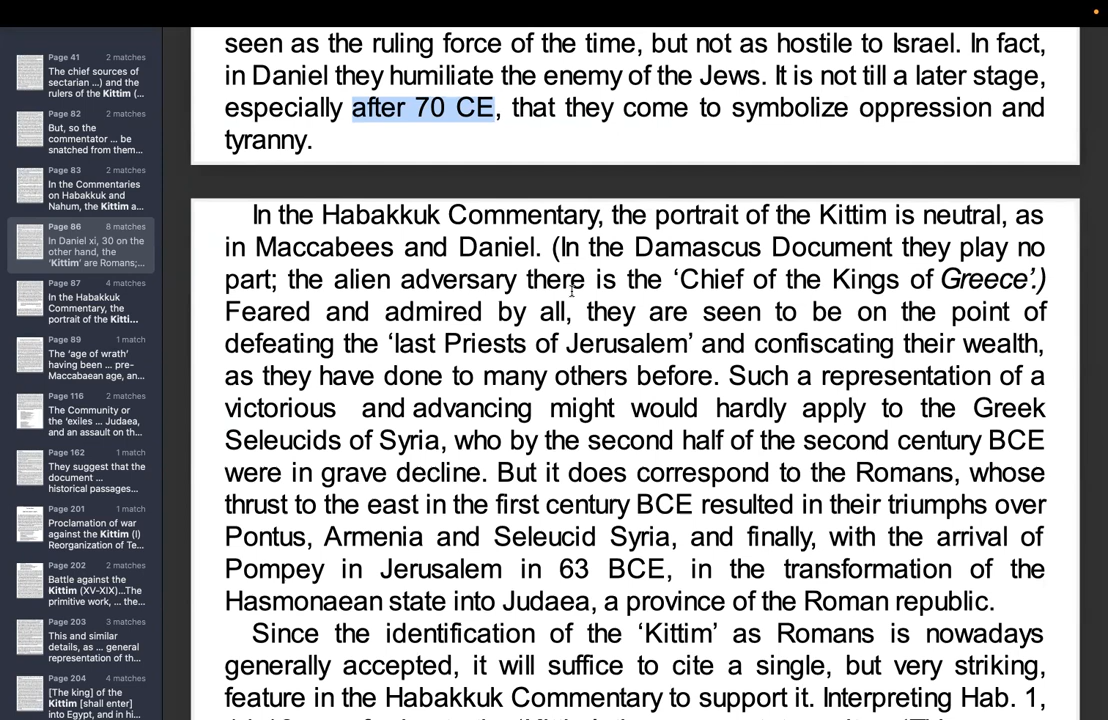 Page 41 2 matches
The chief sources of
sectarian ...) and the
rulers of the Kittim (...
Page 82 2 matches
But, so the
commentator ... be
snatched from them...
Page 83 2 matches
In the Commentaries
on Habakkuk and
Nahum, the Kittim a...
Page 86 8 matches
In Daniel xi, 30 on the
other hand, the
‘Kittim’ are Romans;...
Page 87 4 matches
In the Habakkuk
Commentary, the
portrait of the Kitti...
Page 89 1 match
The ‘age of wrath’
having been ... pre-
Maccabaean age, an...
Page 116 2 matches
The Community or
the ‘exiles ... Judaea,
and an assault on th...
Page 162 1 match
They suggest that the
document ...
historical passages...
Page 201 1 match
Proclamation of war
against the Kittim (I)
Reorganization of Te...
Page 202 2 matches
Battle against the
Kittim (XV-XIX)...The
primitive work, ... the...
Page 203 3 matches
This and similar
details, as ... general
representation of th...
Page 204 4 matches
[The king] of the
Kittim [shall enter]
into Egypt, and in hi...
seen as the ruling force of the time, but not as hostile to Israel. In fact,
in Daniel they humiliate the enemy of the Jews. It is not till a later stage,
especially after 70 CE, that they come to symbolize oppression and
tyranny.
In the Habakkuk Commentary, the portrait of the Kittim is neutral, as
in Maccabees and Daniel. (In the Damascus Document they play no
part; the alien adversary there is the ‘Chief of the Kings of Greece’.)
Feared and admired by all, they are seen to be on the point of
defeating the ‘last Priests of Jerusalem’ and confiscating their wealth,
as they have done to many others before. Such a representation of a
victorious and advancing might would hardly apply to the Greek
Seleucids of Syria, who by the second half of the second century BCE
were in grave decline. But it does correspond to the Romans, whose
thrust to the east in the first century BCE resulted in their triumphs over
Pontus, Armenia and Seleucid Syria, and finally, with the arrival of
Pompey in Jerusalem in 63 BCE, in the transformation of the
Hasmonaean state into Judaea, a province of the Roman republic.
Since the identification of the ‘Kittim’ as Romans is nowadays
generally accepted, it will suffice to cite a single, but very striking,
feature in the Habakkuk Commentary to support it. Interpreting Hab. 1,